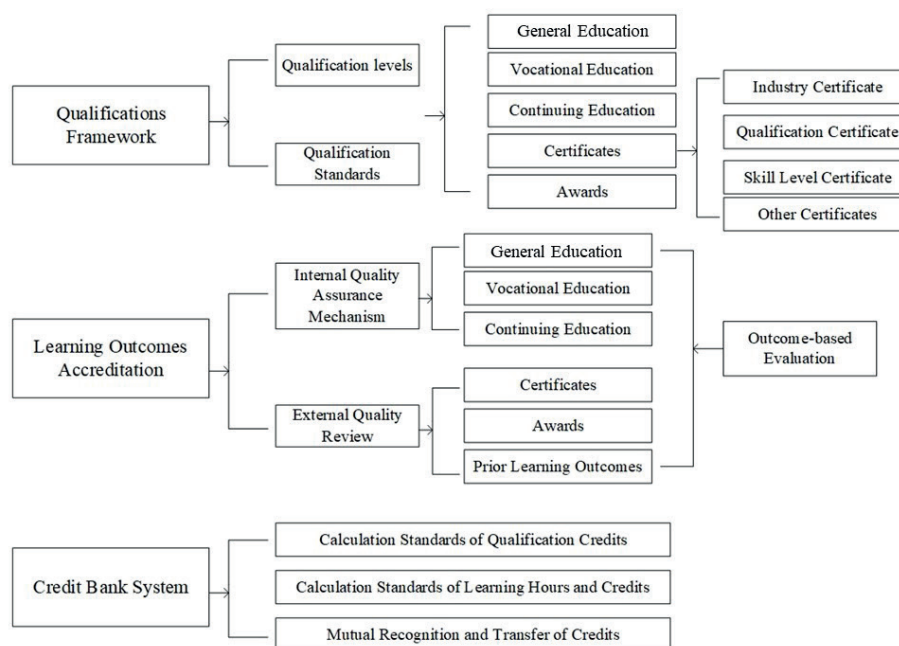 Qualifications
Framework
Qualification levels
Qualification
Standards
General Education
Vocational Education
Continuing Education
Certificates
Awards
Industry Certificate
Qualification Certificate
Skill Level Certificate
Other Certificates
Learning Outcomes
Accreditation
Internal Quality
Assurance
Mechanism
External Quality
Review
General Education
Vocational Education
Continuing Education
Certificates
Awards
Prior Learning Outcomes
Outcome-based
Evaluation
Credit Bank System
Calculation Standards of Qualification Credits
Calculation Standards of Learning Hours and Credits
Mutual Recognition and Transfer of Credits